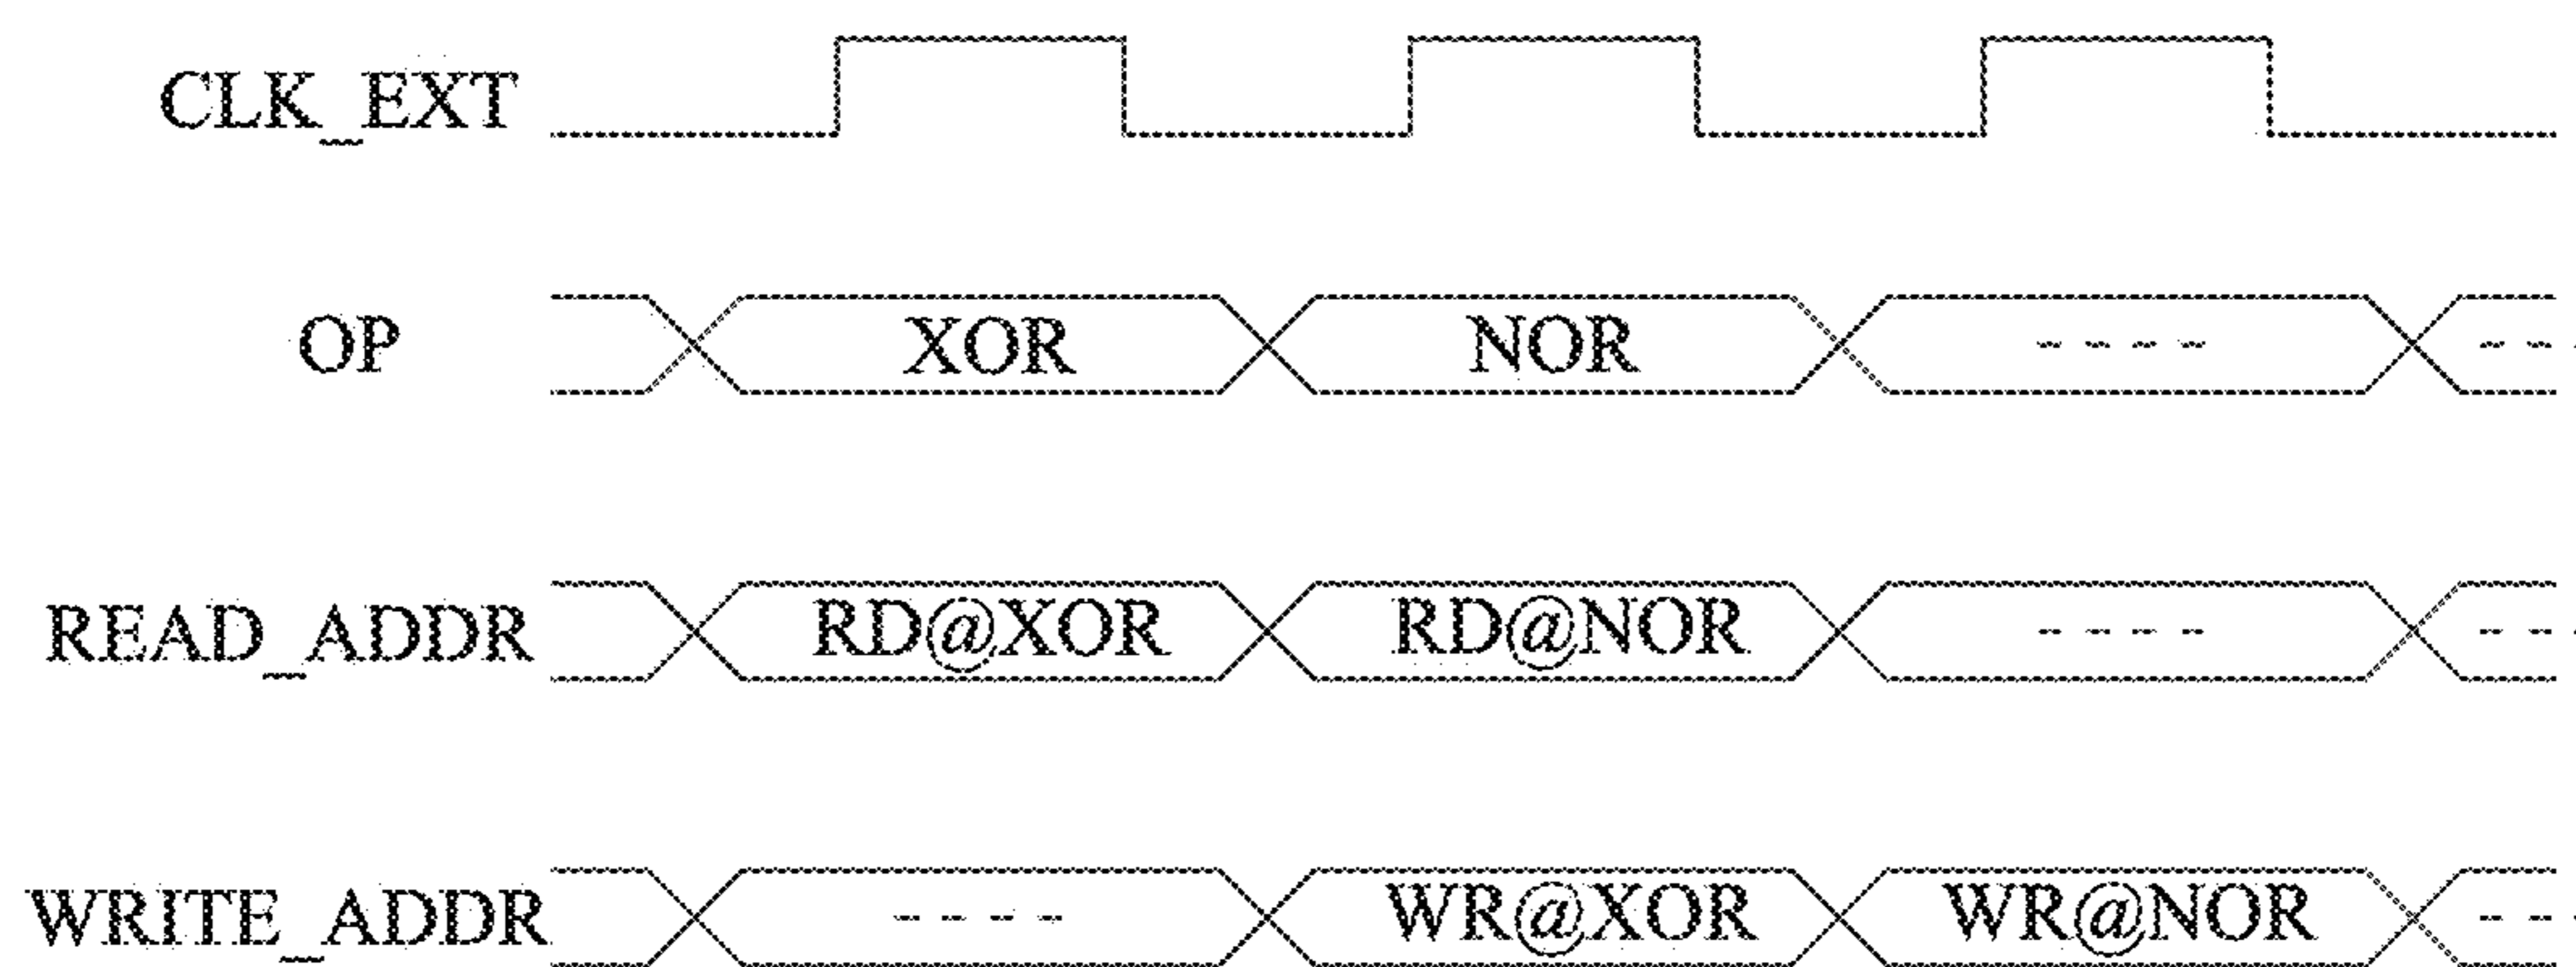 CLK_EXT
OP XOR NOR - - - - - -
READ_ADDR RD@XOR RD@NOR - - - - - -
WRITE_ADDR - - - - WR@XOR WR@NOR - -